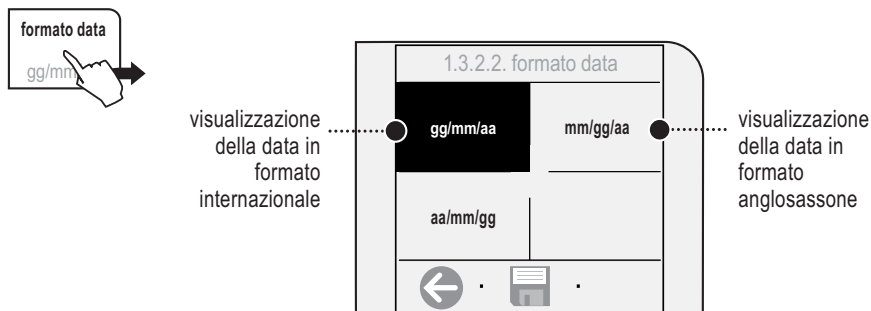 formato data
gg/mm
1.3.2.2. formato data
visualizzazione
della data in
formato
internazionale
gg/mm/aa
mm/gg/aa
visualizzazione
della data in
formato
anglosassone
aa/mm/gg